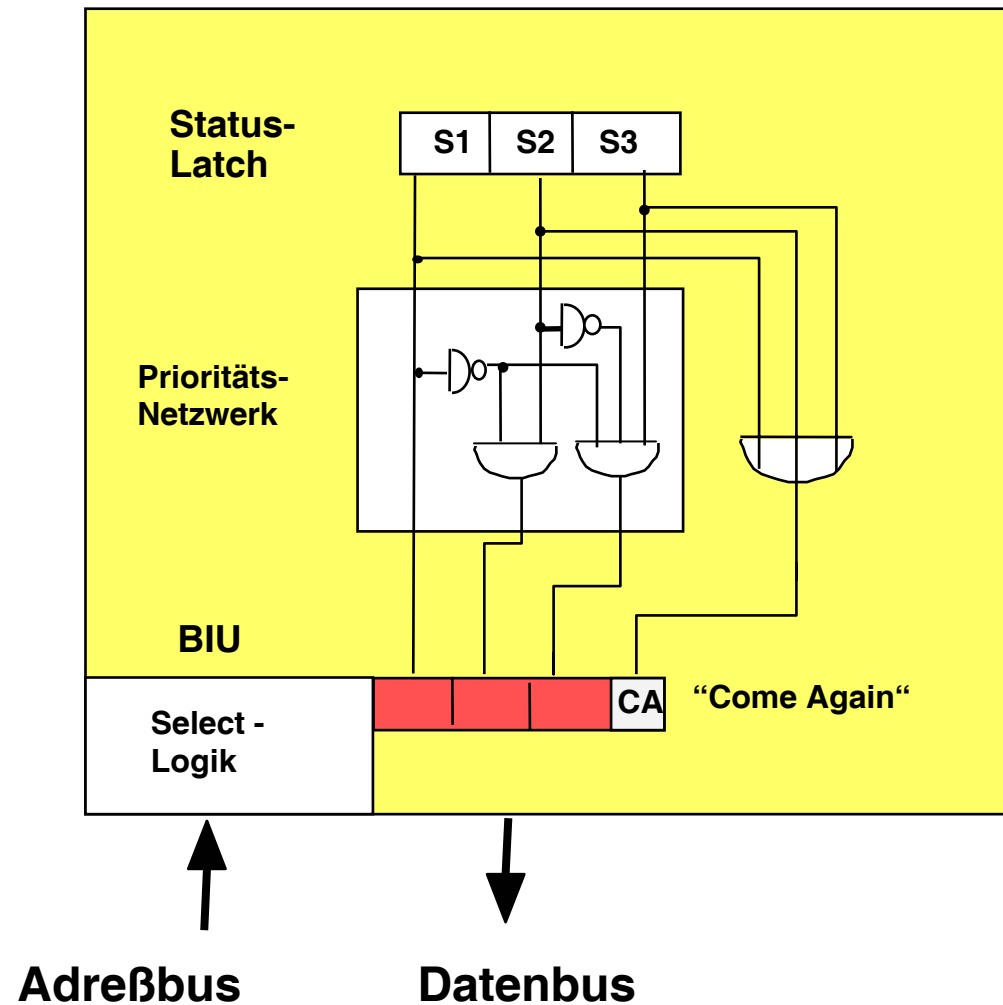 Status-
Latch
S1 S2 S3
Prioritäts-
Netzwerk
BIU
Select -
Logik
CA
“Come Again“
Adreßbus
Datenbus